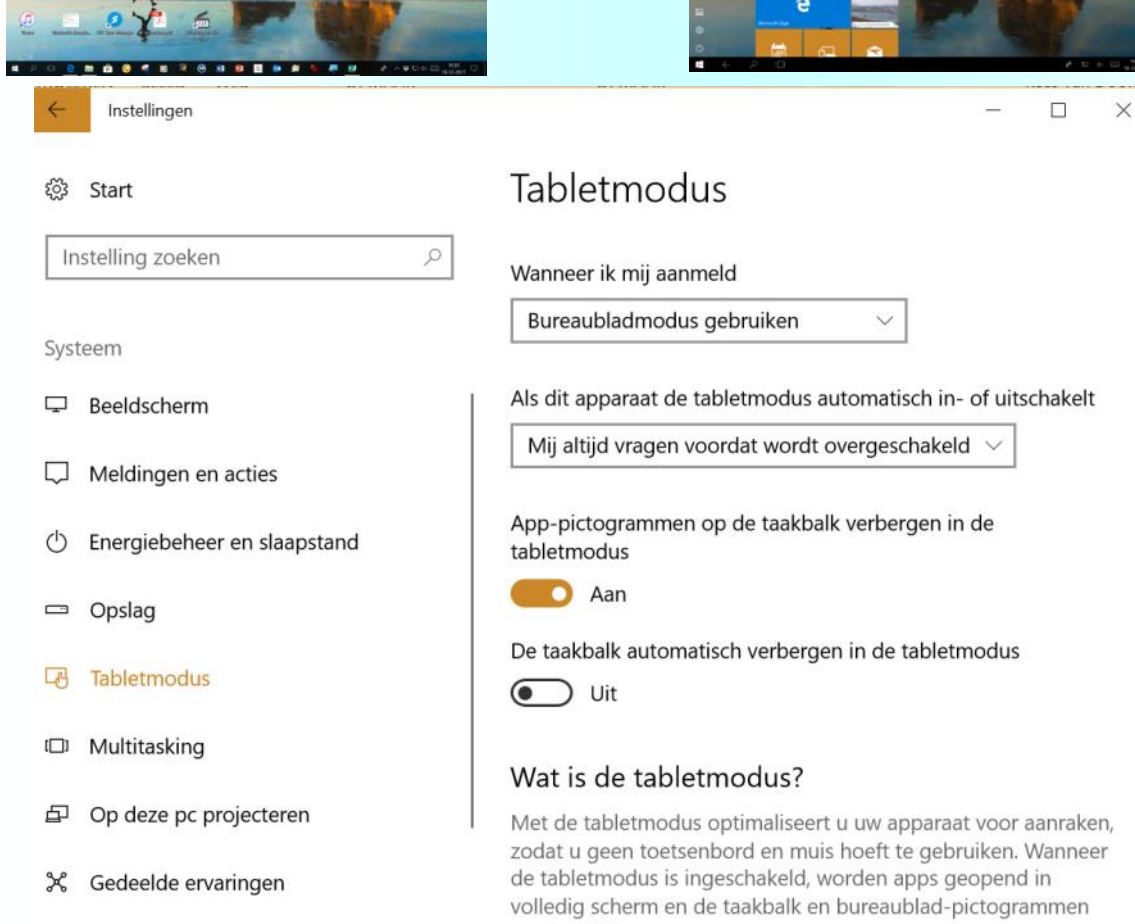 Microsoft Edge
Instellingen
Start
Instelling zoeken
Systeem
Beeldscherm
Meldingen en acties
Energiebeheer en slaapstand
Opslag
Tabletmodus
Multitasking
Op deze pc projecteren
Gedeelde ervaringen
Tabletmodus
Wanneer ik mij aanmeld
Bureaubladmodus gebruiken
Als dit apparaat de tabletmodus automatisch in- of uitschakelt
Mij altijd vragen voordat wordt overgeschakeld
App-pictogrammen op de taakbalk verbergen in de
tabletmodus
Aan
De taakbalk automatisch verbergen in de tabletmodus
Uit
Wat is de tabletmodus?
Met de tabletmodus optimaliseert u uw apparaat voor aanraken,
zodat u geen toetsenbord en muis hoeft te gebruiken. Wanneer
de tabletmodus is ingeschakeld, worden apps geopend in
volledig scherm en de taakbalk en bureaublad-pictogrammen